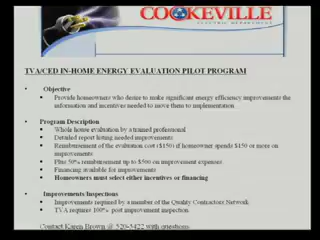 COOKEVILLE
ELECTRIC DEPARTMENT
TVA/CED IN-HOME ENERGY EVALUATION PILOT PROGRAM
• Objective
• Provide homeowners who desire to make significant energy efficiency improvements the
information and incentives needed to move them to implementation.
• Program Description
• Whole house evaluation by a trained professional
• Detailed report listing needed improvements
• Reimbursement of the evaluation cost ($150) if homeowner spends $150 or more on
improvements
• Plus 50% reimbursement up to $500 on improvement expenses
• Financing available for improvements
• Homeowners must select either incentives or financing
• Improvements/Inspections
• Improvements required by a member of the Quality Contractors Network
• TVA requires 100% post improvement inspection
Contact Karen Brown @ 520-5422 with questions